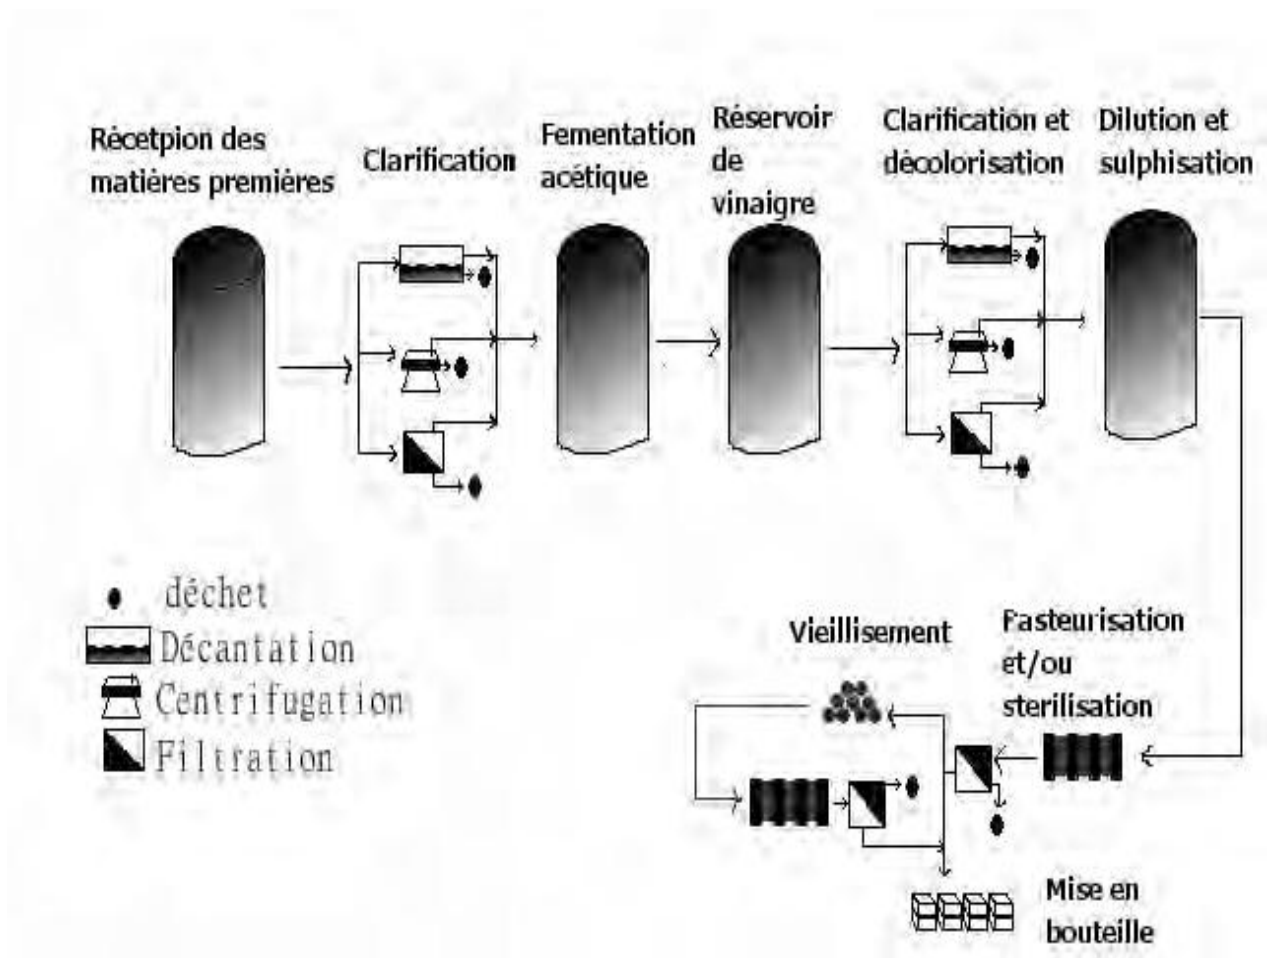 Récetpion des
matières premières
Clarification
Fementation
acétique
Réservoir
de
vinaigre
Clarification et
décolorisation
Dilution et
sulphisation
déchet
Décantation
Centrifugation
Filtration
Vieillisement
Pasteurisation
et/ou
sterilisation
Mise en
bouteille